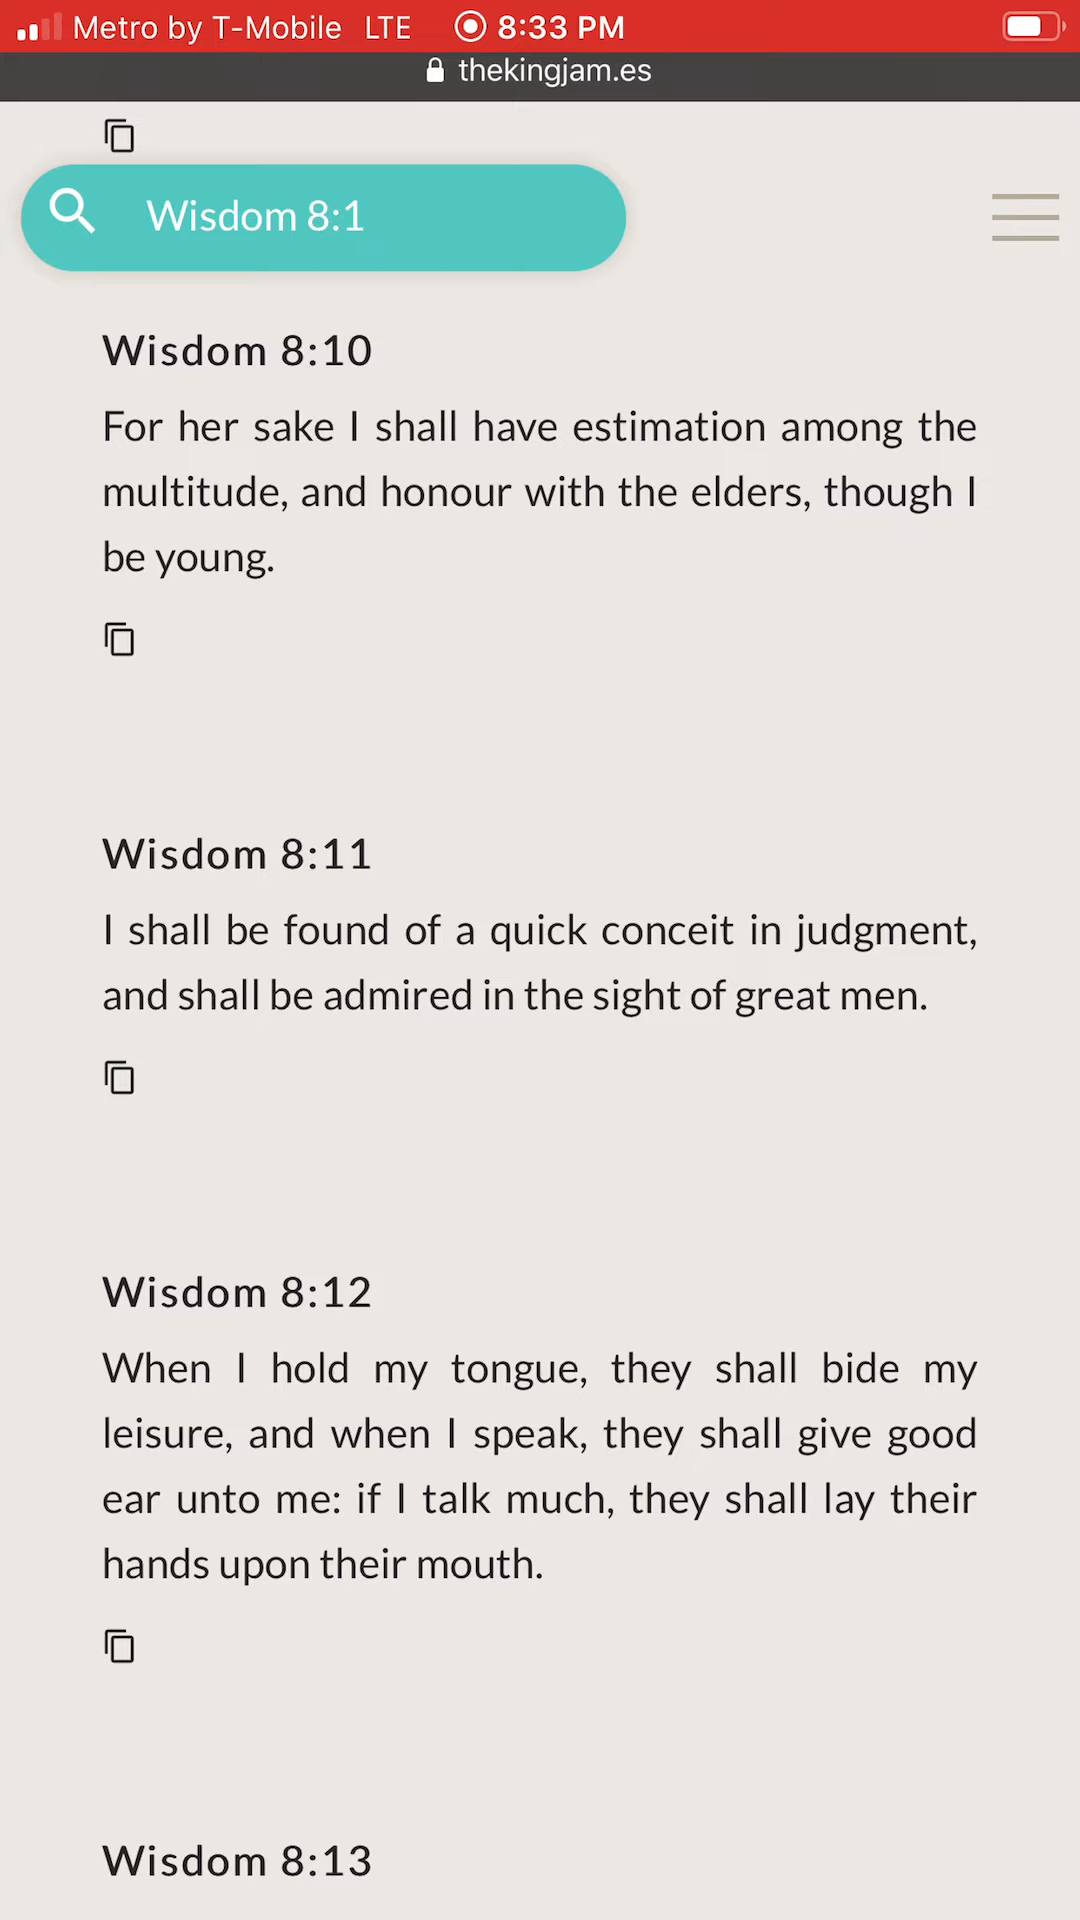 Metro by T-Mobile LTE 8:33 PM
thekingjam.es
Wisdom 8:1
Wisdom 8:10
For her sake I shall have estimation among the
multitude, and honour with the elders, though I
be young.
Wisdom 8:11
I shall be found of a quick conceit in judgment,
and shall be admired in the sight of great men.
Wisdom 8:12
When I hold my tongue, they shall bide my
leisure, and when I speak, they shall give good
ear unto me: if I talk much, they shall lay their
hands upon their mouth.
Wisdom 8:13